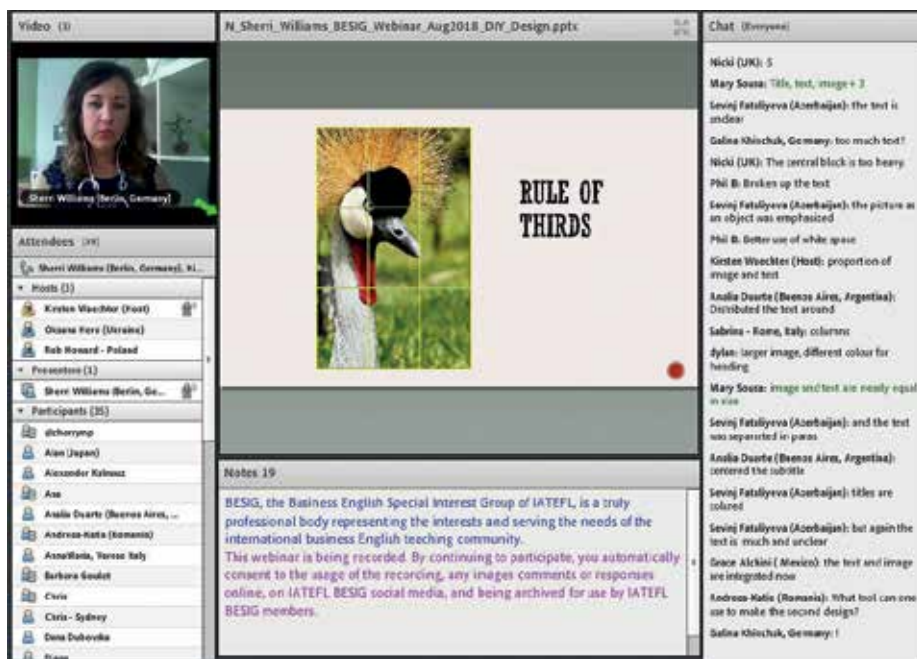 Video (1)
Sherri Williams (Berlin, Germany)
Attendees (39)
Sherri Williams (Berlin, Germany), Ki...
Hosts (3)
Kirsten Waechter (Host)
Oksana Hera (Ukraine)
Rob Howard - Poland
Presenters (1)
Sherri Williams (Berlin, Ge...
Participants (35)
dcherrymp
Alan (Japan)
Alexander
Ana
Analia Duarte (Buenos Aires, ...
Andreea-Katia (Romania)
AnnaMaria, Varese Italy
Barbara Goulet
Chris
Chris - Sydney
Dana Dubovska
N_Sherri_Williams_BESIG_Webinar_Aug2018_DIY_Design.pptx
RULE OF
THIRDS
Notes 19
BESIG, the Business English Special Interest Group of IATEFL, is a truly
professional body representing the interests and serving the needs of the
international business English teaching community.
This webinar is being recorded. By continuing to participate, you automatically
consent to the usage of the recording, any images comments or responses
online, on IATEFL BESIG social media, and being archived for use by IATEFL
BESIG members.
Chat (Everyone)
Nicki (UK): 5
Mary Sousa: Title, text, image + 3
Sevinj Fataliyeva (Azerbaijan): the text is
unclear
Galina Khinchuk, Germany: too much text?
Nicki (UK): The central block is too heavy.
Phil B: Broken up the text
Sevinj Fataliyeva (Azerbaijan): the picture as
an object was emphasized
Phil B: Better use of white space
Kirsten Waechter (Host): proportion of
image and text
Analia Duarte (Buenos Aires, Argentina):
Distributed the text around
Sabrina - Rome, Italy: columns
dylan: larger image, different colour for
heading
Mary Sousa: image and text are nearly equal
in size
Sevinj Fataliyeva (Azerbaijan): and the text
was separated in paras
Analia Duarte (Buenos Aires, Argentina):
centered the subtitle
Sevinj Fataliyeva (Azerbaijan): titles are
colored
Sevinj Fataliyeva (Azerbaijan): but again the
text is much and unclear
Grace Alchini ( Mexico): the text and image
are integrated now
Andreea-Katia (Romania): What tool can one
use to make the second design?
Galina Khinchuk, Germany: !